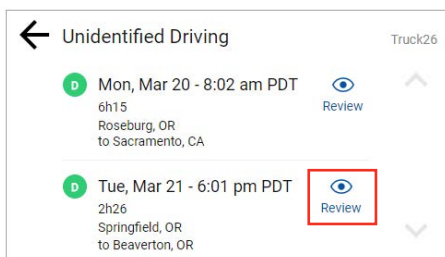 Unidentified Driving Truck26
D Mon, Mar 20 - 8:02 am PDT
6h15 Review
Roseburg, OR
to Sacramento, CA
D Tue, Mar 21 - 6:01 pm PDT
2h26 Review
Springfield, OR
to Beaverton, OR